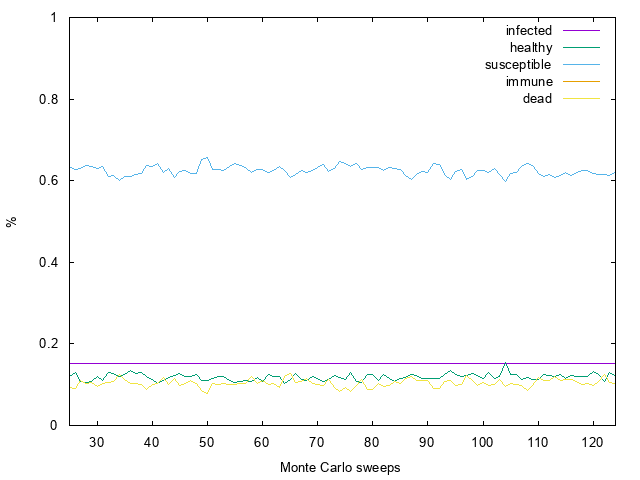 1
0.8
0.6
0.4
0.2
0
%
infected
healthy
susceptible
immune
dead
30 40 50 60 70 80 90 100 110 120
Monte Carlo sweeps